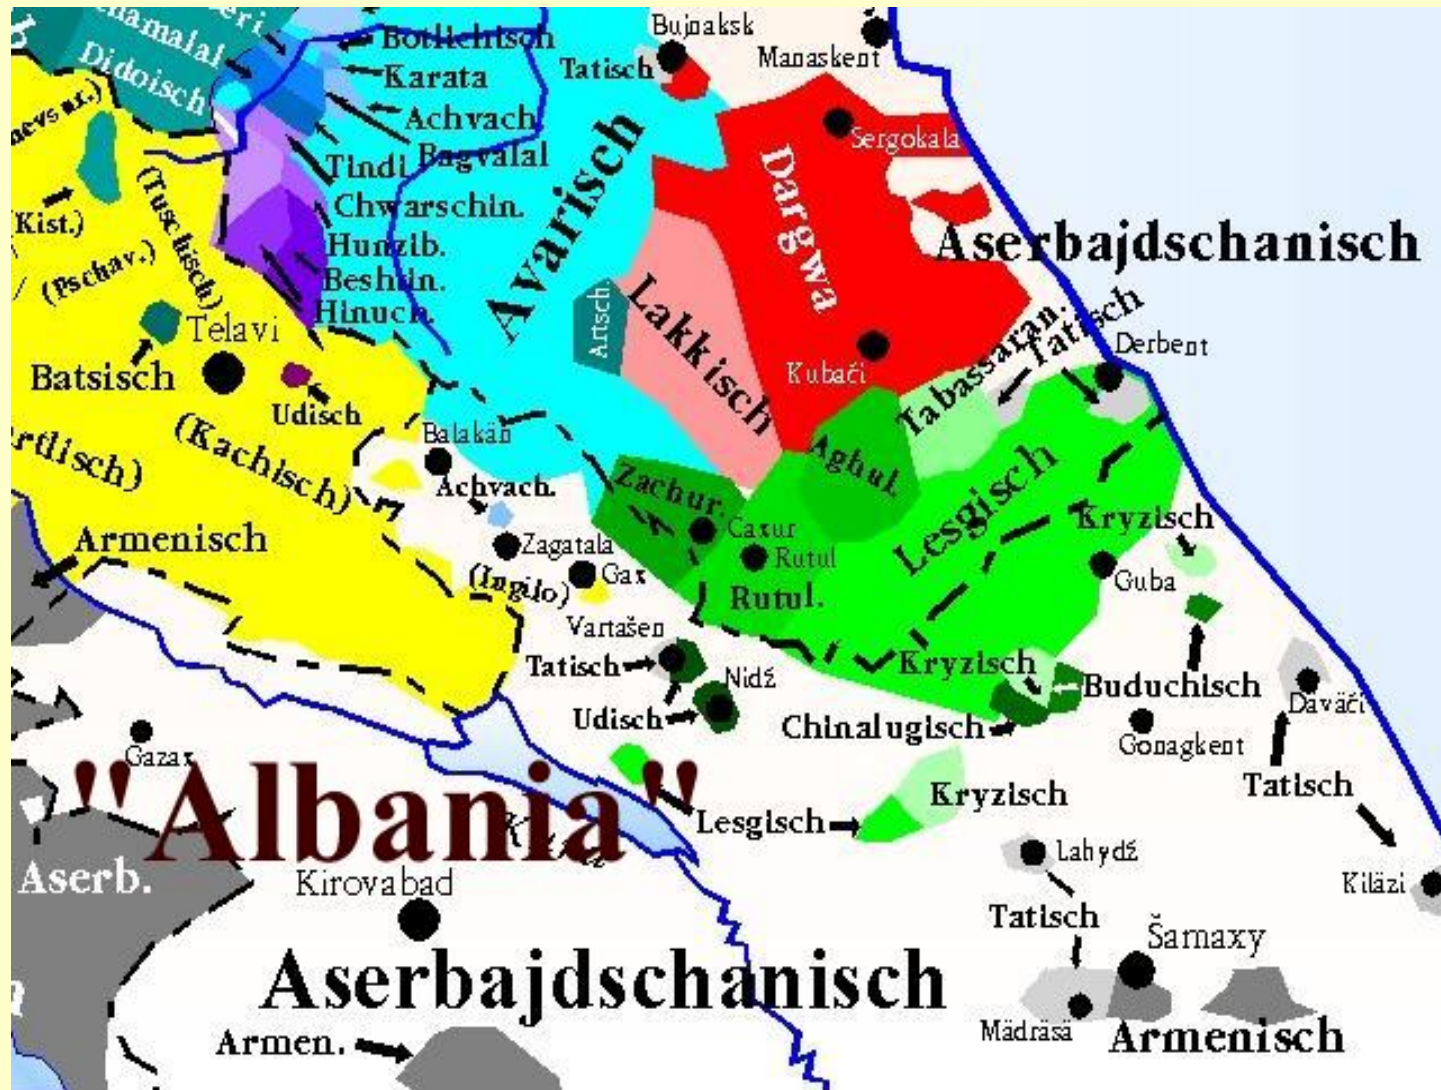 Botlichisch
Bujnaksk
Manaskent
Didoisch
Karata
Tatisch
Achvach.
Sergokala
Tindi
Bagvalal
Avarisch
Dargwa
(Tuschisch)
Chwarschin.
(Kist.)
Hunzib.
Aserbajdschanisch
(Pschav.)
Beshtin.
Hinuch.
Telavi
Artsch.
Lakkisch
Tabassaran.
Tatisch
Derbent
Kubači
Batsisch
Udisch
(Kachisch)
Balakän
Achvach.
Zachur.
Aghul.
Lesgisch
Kryzisch
Armenisch
Zagatala
Caxur
Rutul
(Ingilo)
Gax
Rutul.
Guba
Vartašen
Tatisch
Nidž
Kryzisch
Udisch
Chinalugisch
Buduchisch
Daväči
Gonagkent
Gazax
"Albania"
Lesgisch
Kryzisch
Tatisch
Aserb.
Kirovabad
Lahydž
Kiläzi
Tatisch
Šamaxy
Aserbajdschanisch
Mädräsä
Armenisch
Armen.